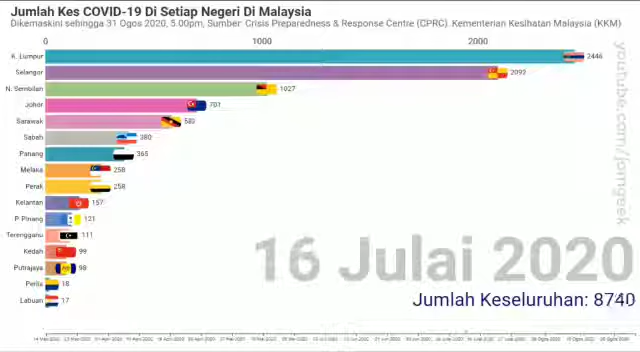 Jumlah Kes COVID-19 Di Setiap Negeri Di Malaysia
Dikemaskini sehingga 31 Ogos 2020, 5.00pm, Sumber: Crisis Preparedness & Response Centre (CPRC), Kementerian Kesihatan Malaysia (KKM)
0 1000 2000
K. Lumpur 2446
Selangor 2092
N. Sembilan 1027
Johor 701
Sarawak
Sabah 380
Pahang 365
Melaka 258
Perak 258
Kelantan 157
P. Pinang 121
Terengganu 111
Kedah 99
Putrajaya 98
Perlis 18
Labuan 17
youtube.com/jomgeek
16 Julai 2020
Jumlah Keseluruhan: 8740